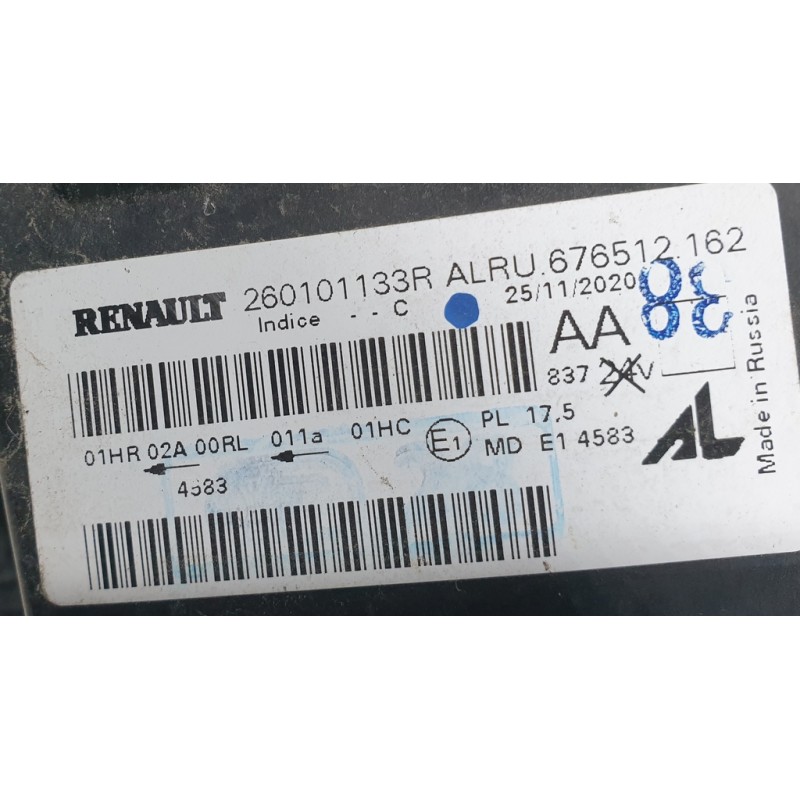 RENAULT 260101133R ALRU.676512.162
Indice - - C 25/11/2020
AA
837 24V
01HR 02A 00RL 011a 01HC E1 PL 17.5
4583 MD E1 4583
AL
Made in Russia